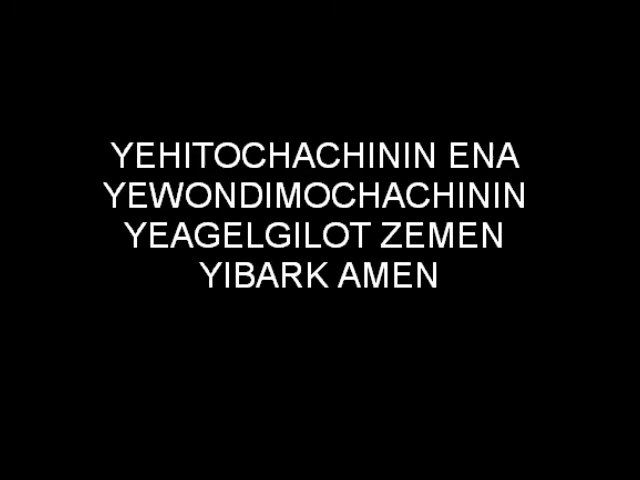 YEHITOCHACHININ ENA
YEWONDIMOCHACHININ
YEAGELGILOT ZEMEN
YIBARK AMEN